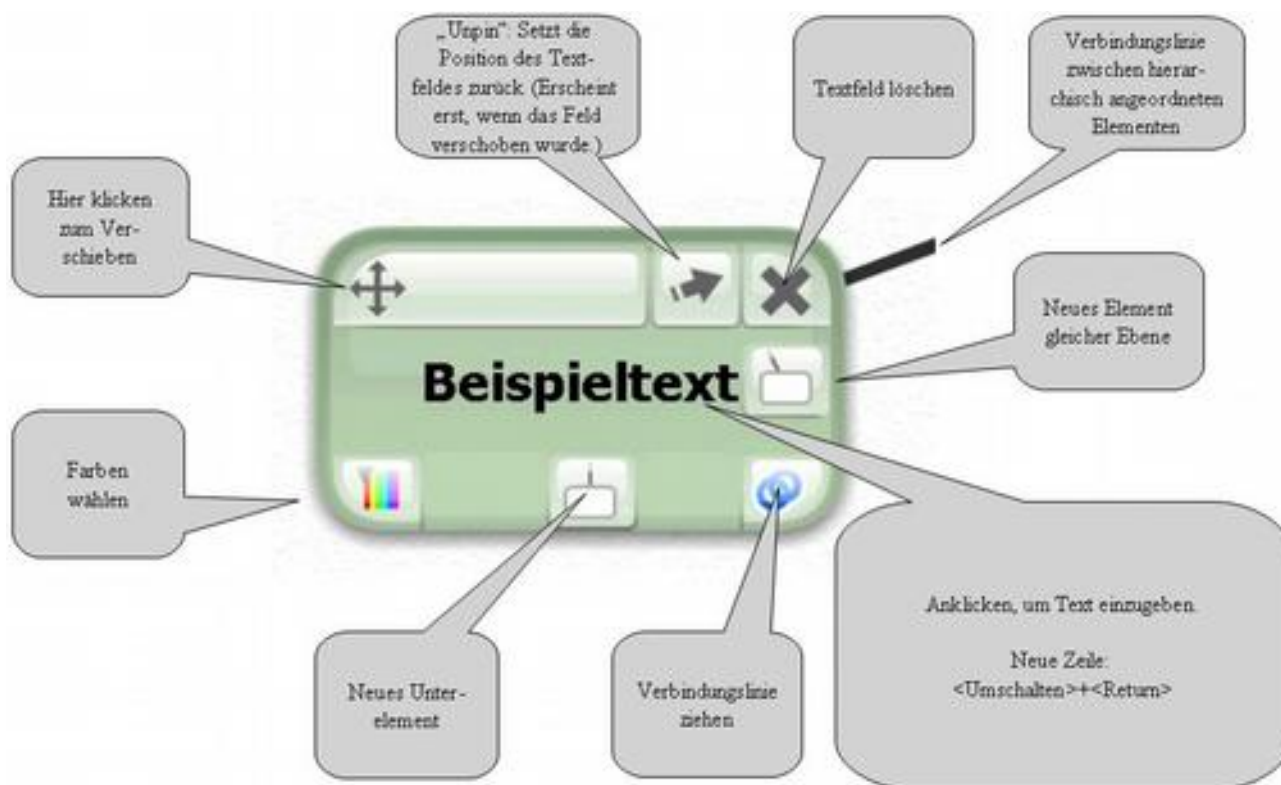 „Unpin“: Setzt die
Position des Text-
feldes zurück. (Erscheint
erst, wenn das Feld
verschoben wurde.)
Textfeld löschen
Verbindungslinie
zwischen hierar-
chisch angeordneten
Elementen
Hier klicken
zum Ver-
schieben
Neues Element
gleicher Ebene
Beispieltext
Farben
wählen
Anklicken, um Text einzugeben.
Neue Zeile:
<Umschalten>+<Return>
Neues Unter-
element
Verbindungslinie
ziehen